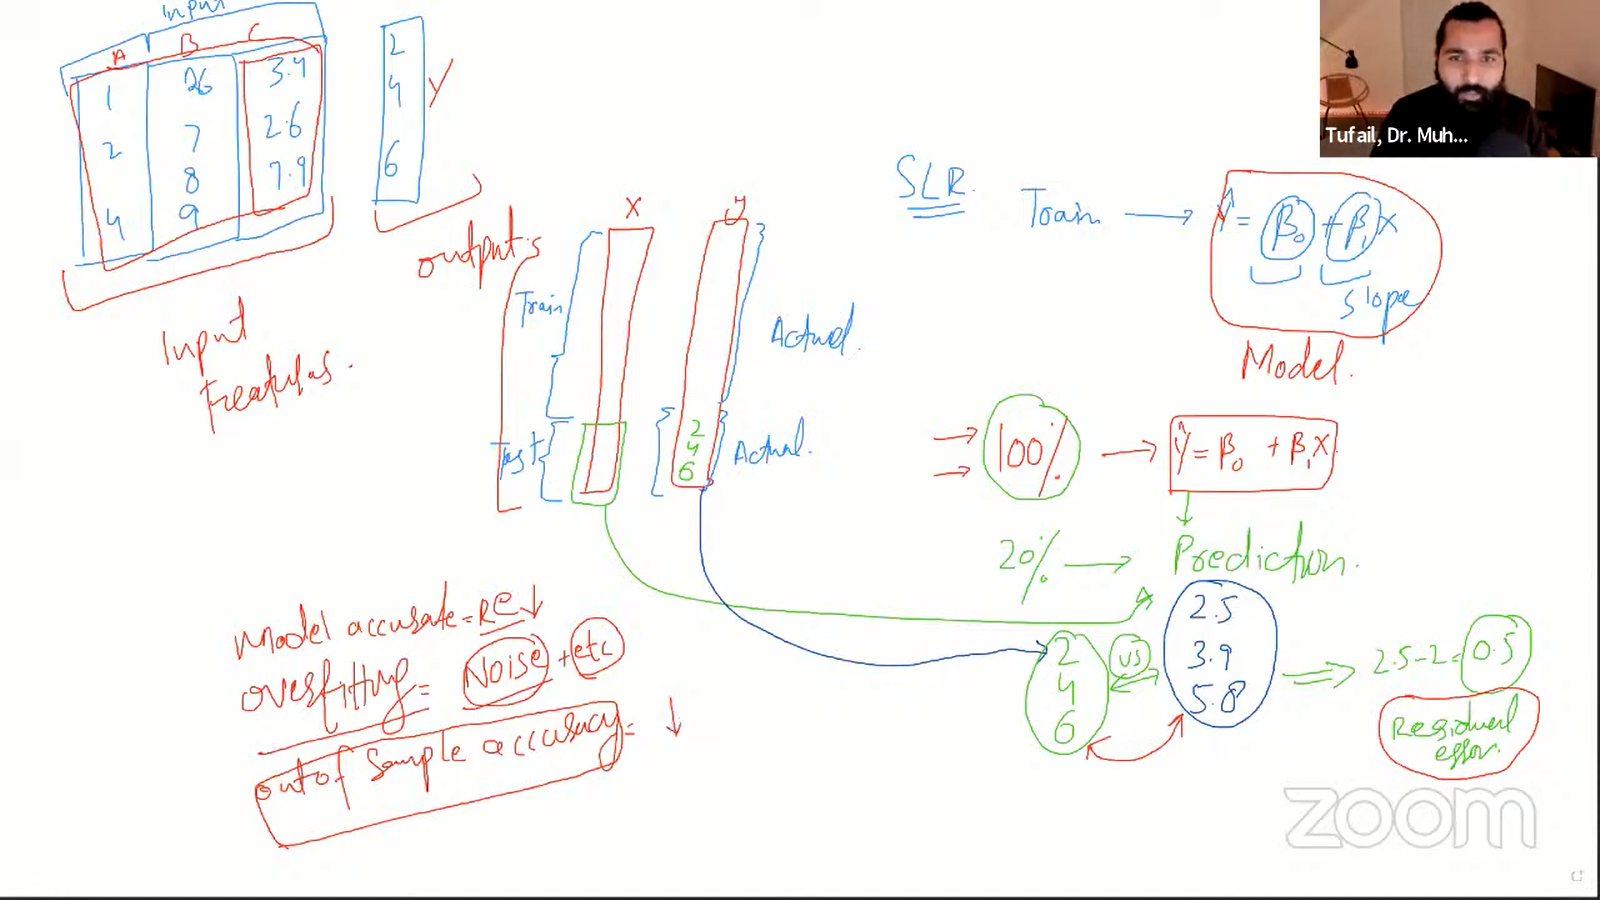 Input
A B C
1 26 3.4
2 7 2.6
8 7.9
4 9
2
4
6
Y
outputs
Input
Featules.
X
y
Train
Test
Actual.
2
4
6
Actual.
SLR.
Train → Ŷ = β₀ + β₁X
Slope
Model.
100% → Ŷ = β₀ + β₁X
20% → Prediction.
2 vs 2.5
4 3.9
6 5.8
2.5-2=0.5
Residual
error.
Model accurate = RE ↓
overfitting = Noise + etc
out of Sample accuracy = ↓
Tufail, Dr. Muh...
zoom